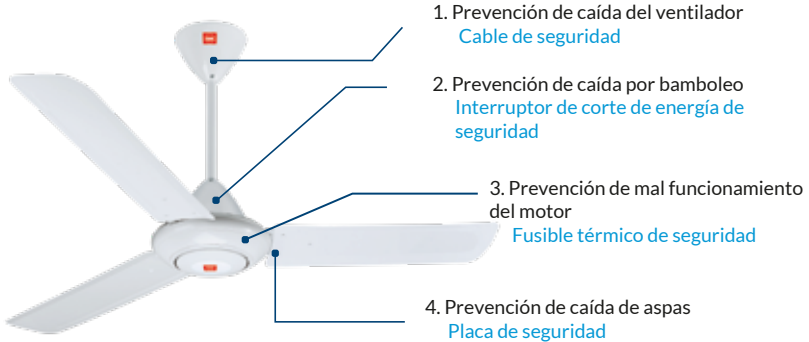 1. Prevención de caída del ventilador
Cable de seguridad
2. Prevención de caída por bamboleo
Interruptor de corte de energía de
seguridad
3. Prevención de mal funcionamiento
del motor
Fusible térmico de seguridad
4. Prevención de caída de aspas
Placa de seguridad